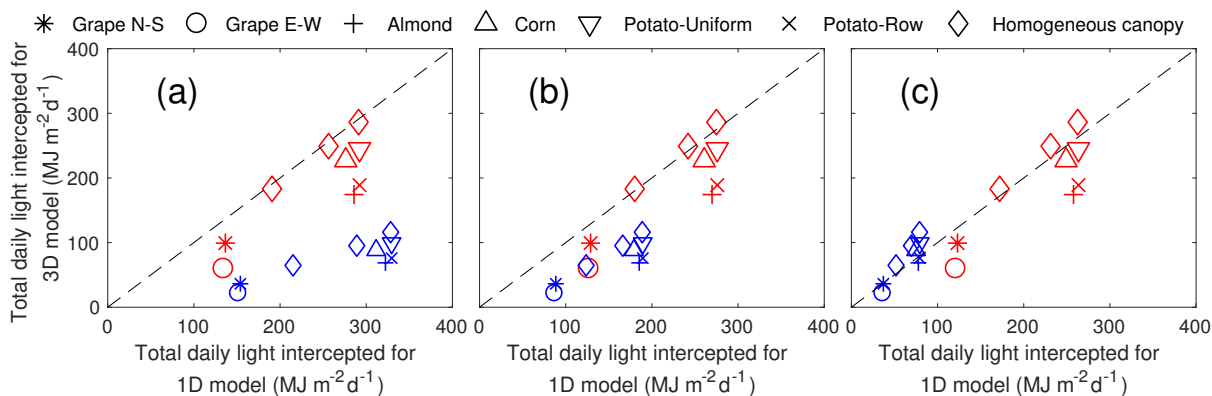 Grape N-S Grape E-W Almond Corn Potato-Uniform Potato-Row Homogeneous canopy
Total daily light intercepted for
3D model (MJ m⁻²d⁻¹)
400
300
200
100
0
(a)
(b)
(c)
0 100 200 300 400
0 100 200 300 400
0 100 200 300 400
Total daily light intercepted for
1D model (MJ m⁻²d⁻¹)
Total daily light intercepted for
1D model (MJ m⁻²d⁻¹)
Total daily light intercepted for
1D model (MJ m⁻²d⁻¹)